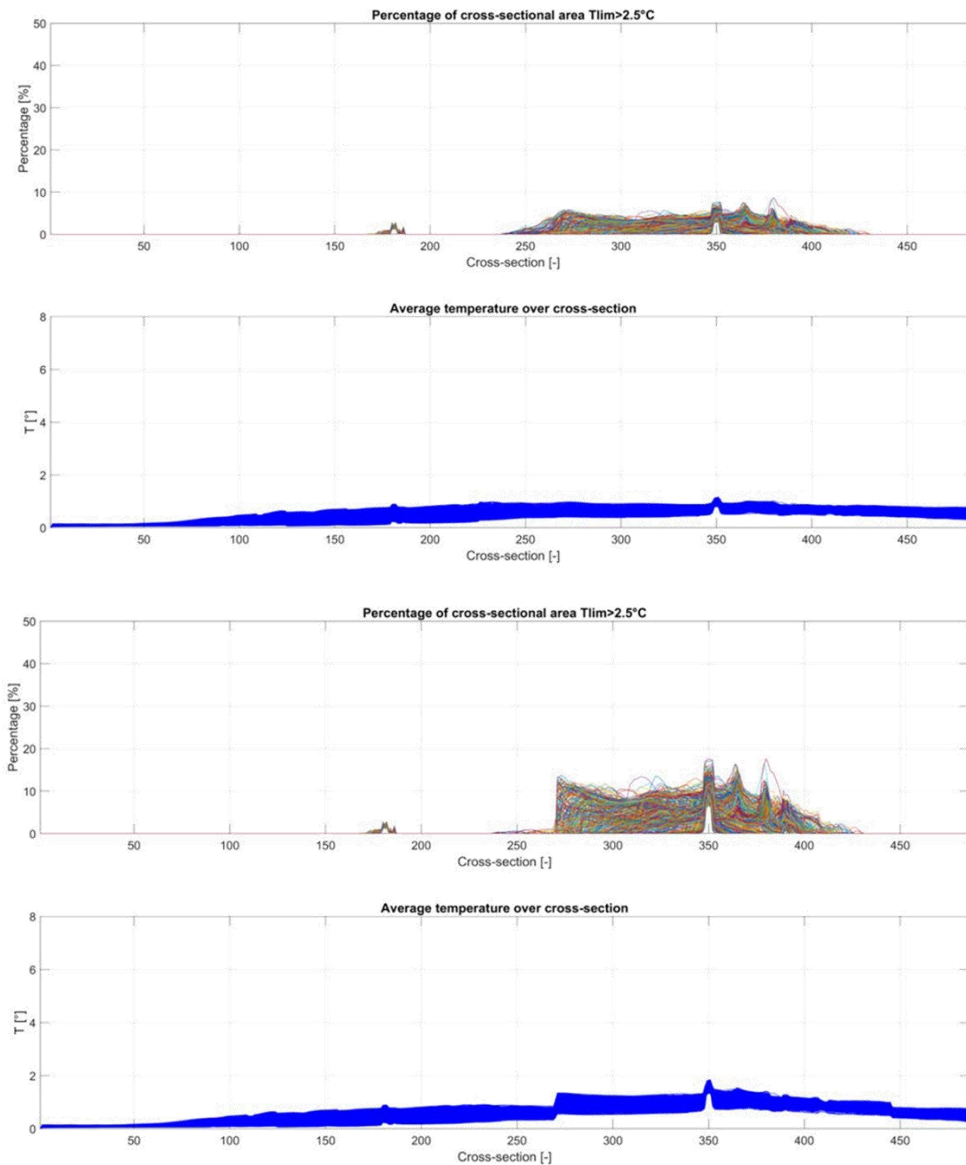 Percentage of cross-sectional area Tlim>2.5°C
50
40
30
20
10
0
Percentage [%]
50 100 150 200 250 300 350 400 450
Cross-section [-]
Average temperature over cross-section
8
6
4
2
0
T [°]
50 100 150 200 250 300 350 400 450
Cross-section [-]
Percentage of cross-sectional area Tlim>2.5°C
50
40
30
20
10
0
Percentage [%]
50 100 150 200 250 300 350 400 450
Cross-section [-]
Average temperature over cross-section
8
6
4
2
0
T [°]
50 100 150 200 250 300 350 400 450
Cross-section [-]